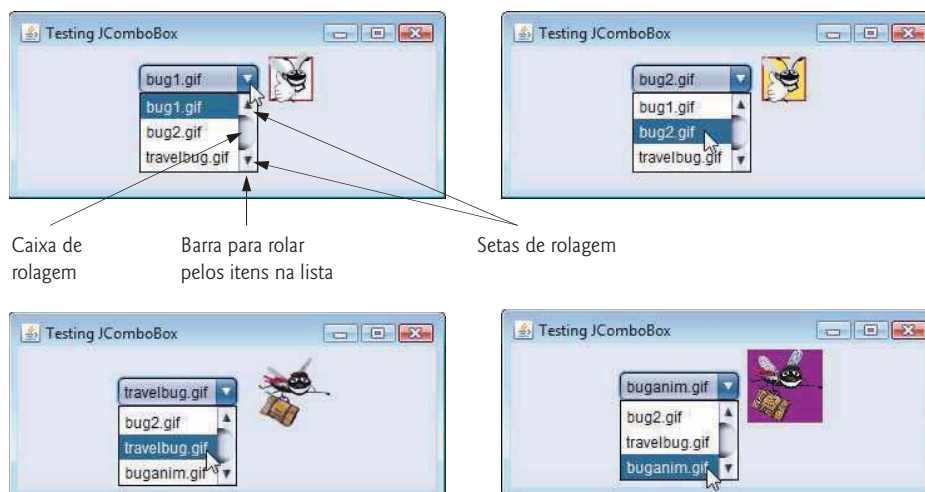 Testing JComboBox
bug1.gif
bug1.gif
bug2.gif
travelbug.gif
Testing JComboBox
bug2.gif
bug1.gif
bug2.gif
travelbug.gif
Caixa de
rolagem
Barra para rolar
pelos itens na lista
Setas de rolagem
Testing JComboBox
travelbug.gif
bug2.gif
travelbug.gif
buganim.gif
Testing JComboBox
buganim.gif
bug2.gif
travelbug.gif
buganim.gif